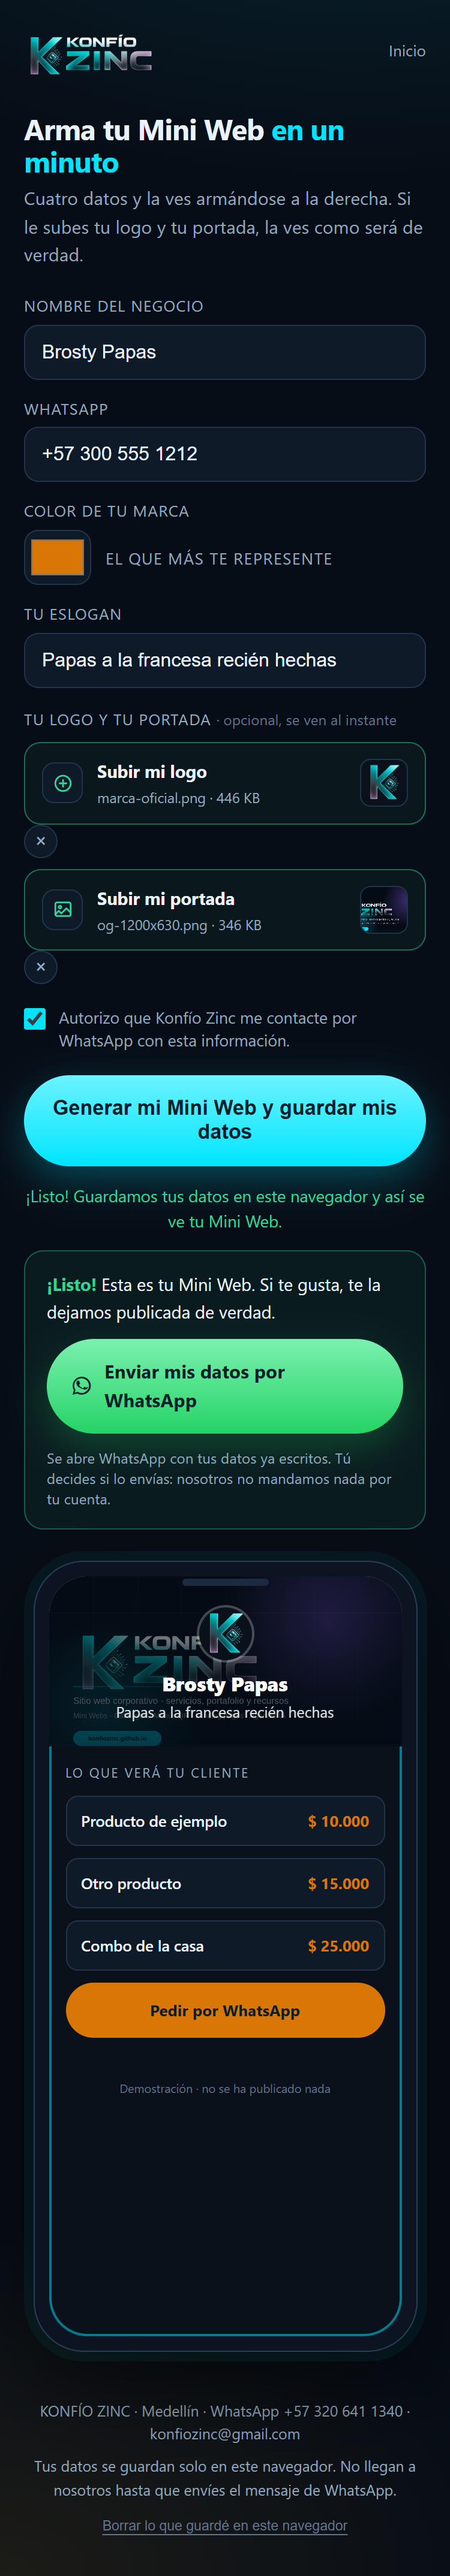 KONFÍO
ZINC
Inicio
Arma tu Mini Web en un
minuto
Cuatro datos y la ves armándose a la derecha. Si
le subes tu logo y tu portada, la ves como será de
verdad.
NOMBRE DEL NEGOCIO
Brosty Papas
WHATSAPP
+57 300 555 1212
COLOR DE TU MARCA
EL QUE MÁS TE REPRESENTE
TU ESLOGAN
Papas a la francesa recién hechas
TU LOGO Y TU PORTADA · opcional, se ven al instante
Subir mi logo
marca-oficial.png · 446 KB
×
Subir mi portada
og-1200x630.png · 346 KB
KONFÍO
ZINC
×
Autorizo que Konfío Zinc me contacte por
WhatsApp con esta información.
Generar mi Mini Web y guardar mis
datos
¡Listo! Guardamos tus datos en este navegador y así se
ve tu Mini Web.
¡Listo! Esta es tu Mini Web. Si te gusta, te la
dejamos publicada de verdad.
Enviar mis datos por
WhatsApp
Se abre WhatsApp con tus datos ya escritos. Tú
decides si lo envías: nosotros no mandamos nada por
tu cuenta.
Brosty Papas
Sitio web corporativo · servicios, portafolio y recursos
Papas a la francesa recién hechas
konfiozinc.github.io
LO QUE VERÁ TU CLIENTE
Producto de ejemplo $ 10.000
Otro producto $ 15.000
Combo de la casa $ 25.000
Pedir por WhatsApp
Demostración · no se ha publicado nada
KONFÍO ZINC · Medellín · WhatsApp +57 320 641 1340 ·
konfiozinc@gmail.com
Tus datos se guardan solo en este navegador. No llegan a
nosotros hasta que envíes el mensaje de WhatsApp.
Borrar lo que guardé en este navegador